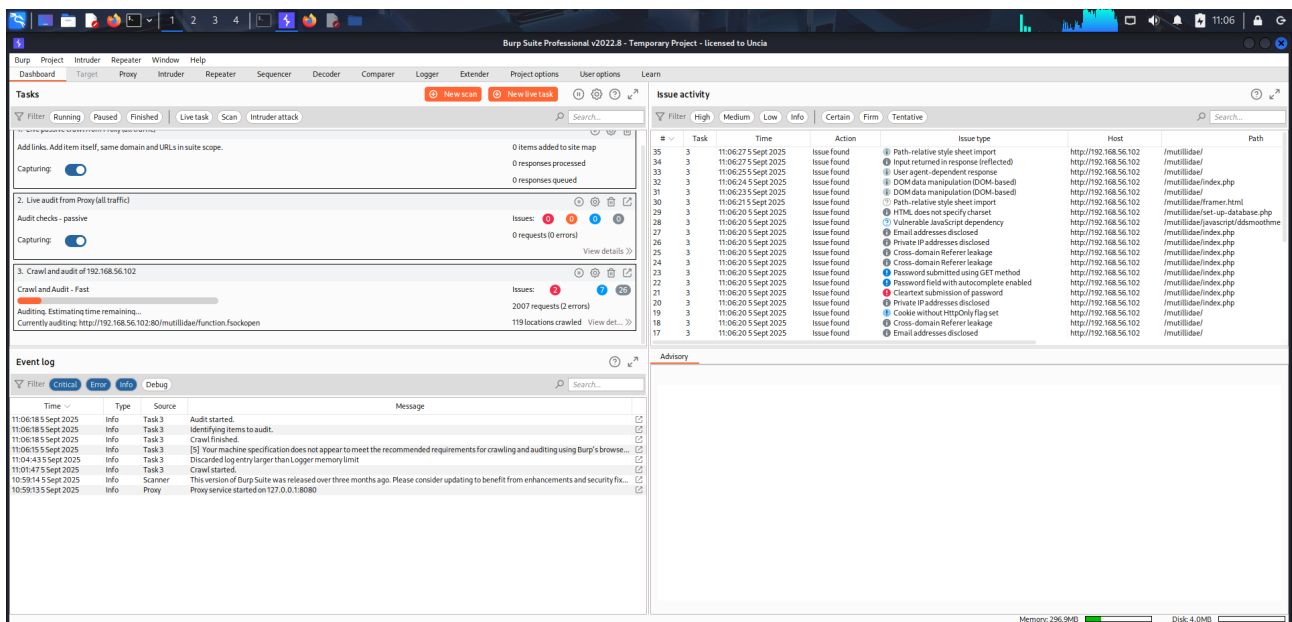 1 2 3 4 11:06
Burp Suite Professional v2022.8 - Temporary Project - licensed to Uncia
Burp Project Intruder Repeater Window Help
Dashboard Target Proxy Intruder Repeater Sequencer Decoder Comparer Logger Extender Project options User options Learn
Tasks New scan New live task
Filter Running Paused Finished Live task Scan Intruder attack Search...
1. Live passive crawl from Proxy (all traffic)
Add links. Add item itself, same domain and URLs in suite scope. 0 items added to site map
0 responses processed
Capturing:
0 responses queued
2. Live audit from Proxy (all traffic)
Audit checks - passive Issues: 0 0 0 0
0 requests (0 errors)
Capturing:
View details
3. Crawl and audit of 192.168.56.102
Crawl and Audit - Fast Issues: 2 7 26
2007 requests (2 errors)
Auditing. Estimating time remaining...
Currently auditing: http://192.168.56.102:80/mutillidae/function.fsockopen 119 locations crawled View det...
Event log
Filter Critical Error Info Debug Search...
Time Type Source Message
11:06:18 5 Sept 2025 Info Task 3 Audit started.
11:06:18 5 Sept 2025 Info Task 3 Identifying items to audit.
11:06:18 5 Sept 2025 Info Task 3 Crawl finished.
11:06:15 5 Sept 2025 Info Task 3 [5] Your machine specification does not appear to meet the recommended requirements for crawling and auditing using Burp's browse...
11:04:43 5 Sept 2025 Info Task 3 Discarded log entry larger than Logger memory limit
11:01:47 5 Sept 2025 Info Task 3 Crawl started.
10:59:14 5 Sept 2025 Info Scanner This version of Burp Suite was released over three months ago. Please consider updating to benefit from enhancements and security fix...
10:59:13 5 Sept 2025 Info Proxy Proxy service started on 127.0.0.1:8080
Issue activity
Filter High Medium Low Info Certain Firm Tentative Search...
# Task Time Action Issue type Host Path
35 3 11:06:27 5 Sept 2025 Issue found Path-relative style sheet import http://192.168.56.102 /mutillidae/
34 3 11:06:27 5 Sept 2025 Issue found Input returned in response (reflected) http://192.168.56.102 /mutillidae/
33 3 11:06:25 5 Sept 2025 Issue found User agent-dependent response http://192.168.56.102 /mutillidae/
32 3 11:06:24 5 Sept 2025 Issue found DOM data manipulation (DOM-based) http://192.168.56.102 /mutillidae/index.php
31 3 11:06:23 5 Sept 2025 Issue found DOM data manipulation (DOM-based) http://192.168.56.102 /mutillidae/
30 3 11:06:21 5 Sept 2025 Issue found Path-relative style sheet import http://192.168.56.102 /mutillidae/framer.html
29 3 11:06:20 5 Sept 2025 Issue found HTML does not specify charset http://192.168.56.102 /mutillidae/set-up-database.php
28 3 11:06:20 5 Sept 2025 Issue found Vulnerable JavaScript dependency http://192.168.56.102 /mutillidae/javascript/ddsmoothme
27 3 11:06:20 5 Sept 2025 Issue found Email addresses disclosed http://192.168.56.102 /mutillidae/index.php
26 3 11:06:20 5 Sept 2025 Issue found Private IP addresses disclosed http://192.168.56.102 /mutillidae/index.php
25 3 11:06:20 5 Sept 2025 Issue found Cross-domain Referer leakage http://192.168.56.102 /mutillidae/index.php
24 3 11:06:20 5 Sept 2025 Issue found Cross-domain Referer leakage http://192.168.56.102 /mutillidae/index.php
23 3 11:06:20 5 Sept 2025 Issue found Password submitted using GET method http://192.168.56.102 /mutillidae/index.php
22 3 11:06:20 5 Sept 2025 Issue found Password field with autocomplete enabled http://192.168.56.102 /mutillidae/index.php
21 3 11:06:20 5 Sept 2025 Issue found Cleartext submission of password http://192.168.56.102 /mutillidae/index.php
20 3 11:06:20 5 Sept 2025 Issue found Private IP addresses disclosed http://192.168.56.102 /mutillidae/index.php
19 3 11:06:20 5 Sept 2025 Issue found Cookie without HttpOnly flag set http://192.168.56.102 /mutillidae/
18 3 11:06:20 5 Sept 2025 Issue found Cross-domain Referer leakage http://192.168.56.102 /mutillidae/
17 3 11:06:20 5 Sept 2025 Issue found Email addresses disclosed http://192.168.56.102 /mutillidae/
Advisory
Memory: 296.9MB Disk: 4.0MB